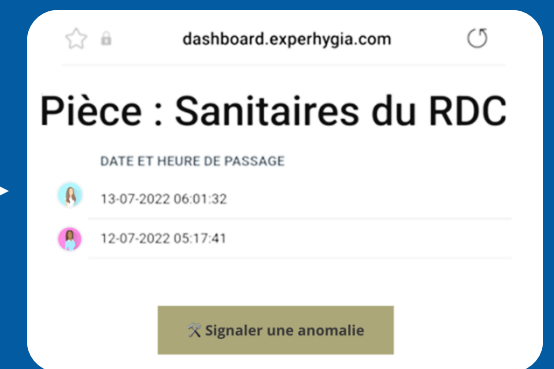 dashboard.experhygia.com
Pièce : Sanitaires du RDC
DATE ET HEURE DE PASSAGE
13-07-2022 06:01:32
12-07-2022 05:17:41
🛠 Signaler une anomalie